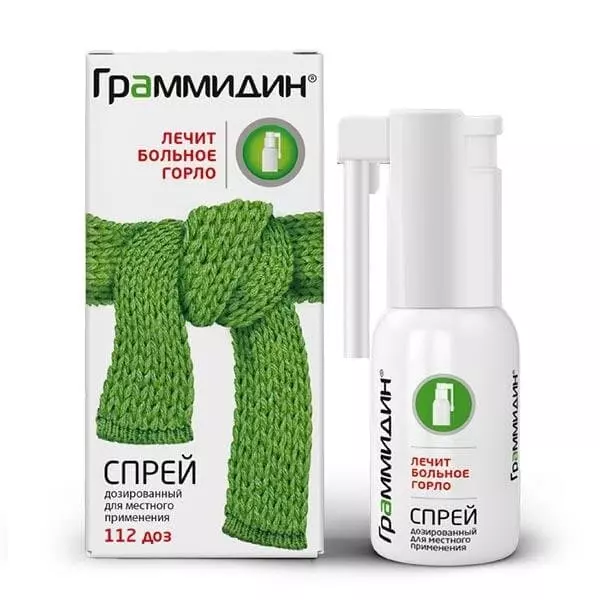 Граммидин®
ЛЕЧИТ
БОЛЬНОЕ
ГОРЛО
СПРЕЙ
дозированный
для местного
применения
112 доз
Граммидин®
ЛЕЧИТ
БОЛЬНОЕ
ГОРЛО
СПРЕЙ
дозированный
для местного
применения
Граммидин®